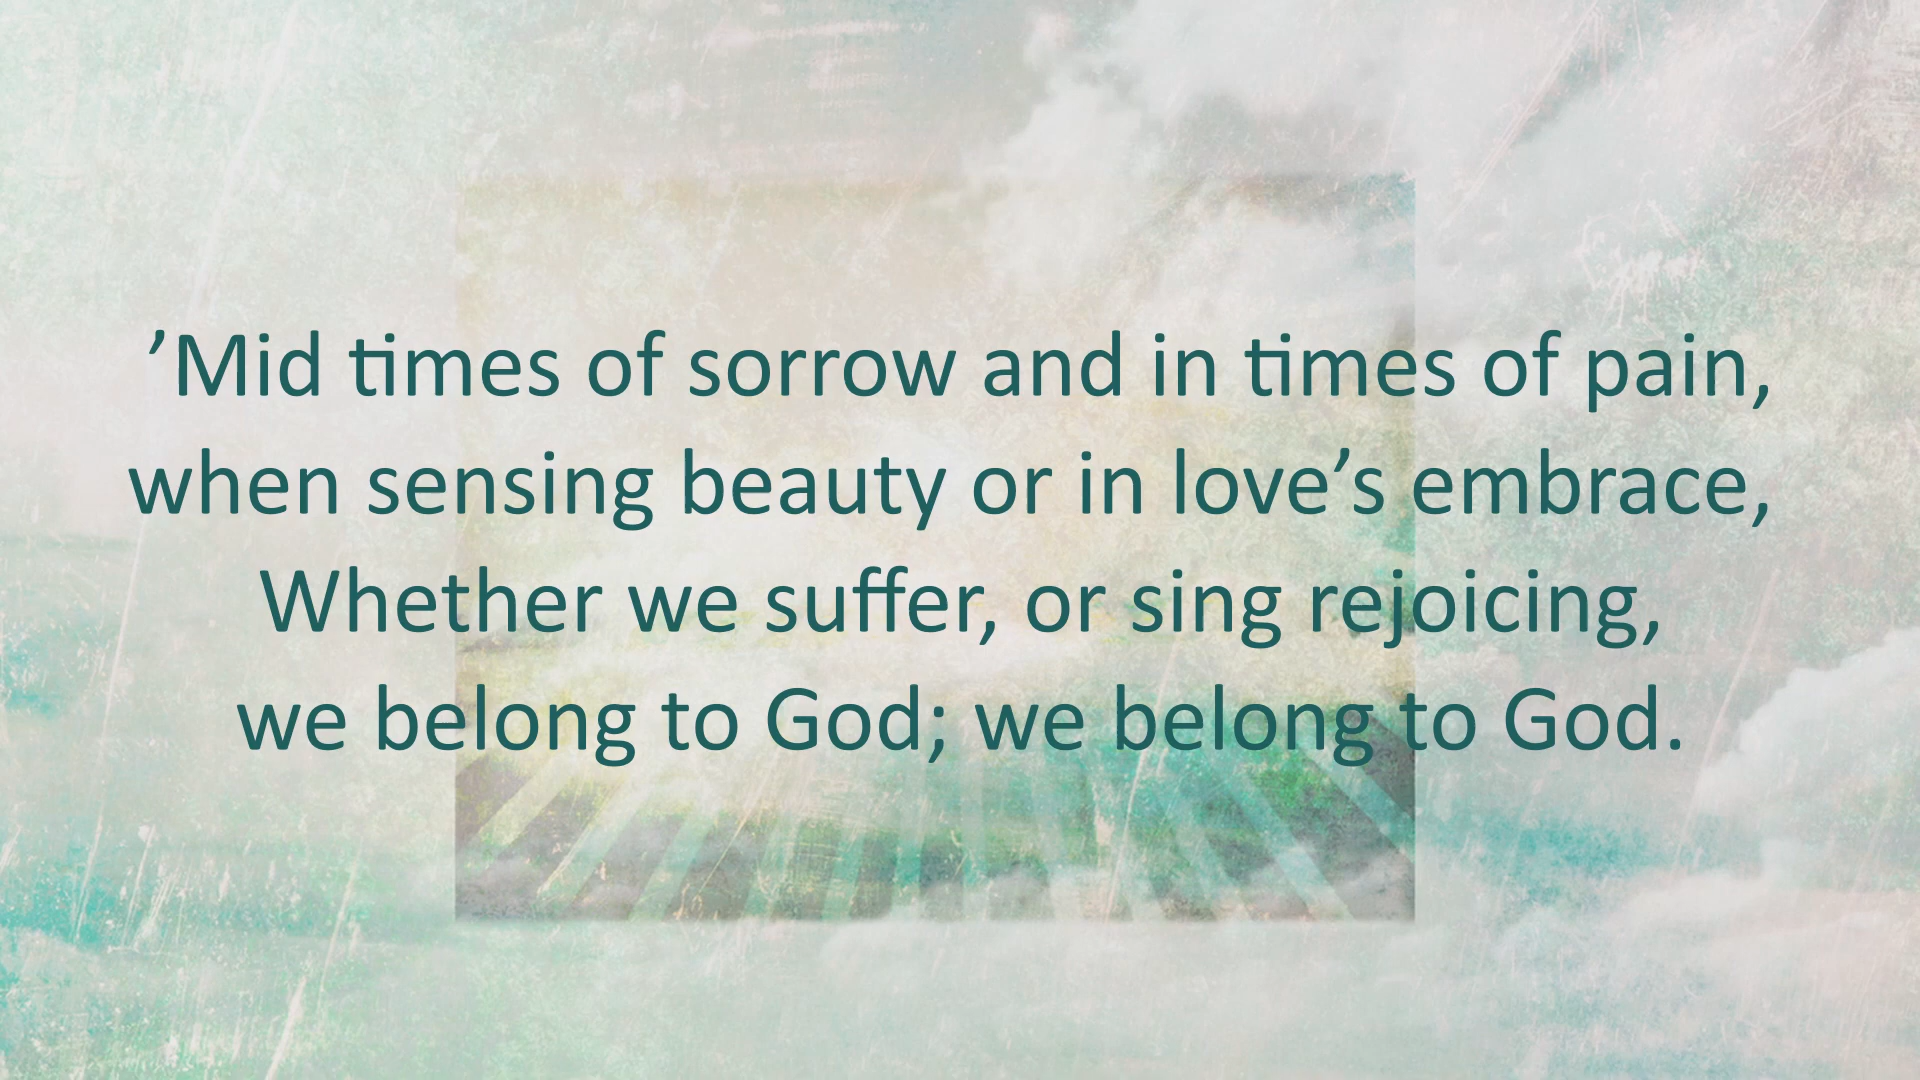 ’Mid times of sorrow and in times of pain,
when sensing beauty or in love’s embrace,
Whether we suffer, or sing rejoicing,
we belong to God; we belong to God.